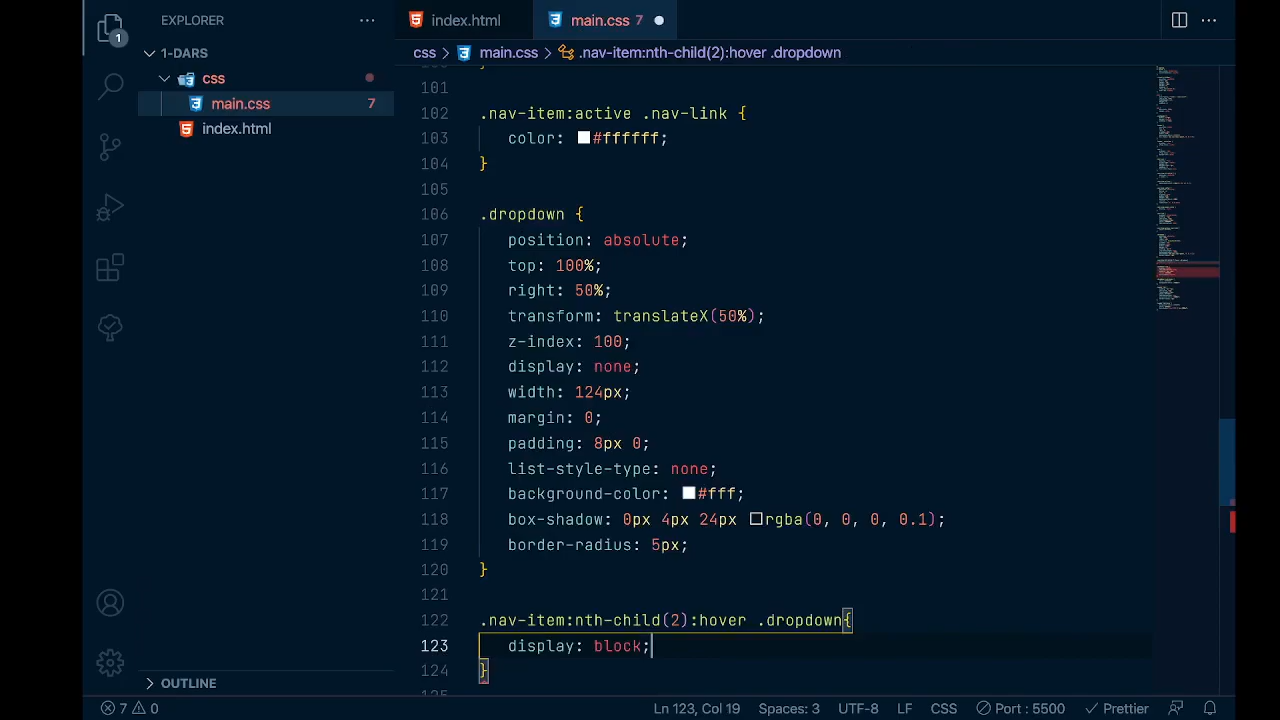 EXPLORER
1-DARS
css
main.css 7
index.html
OUTLINE
1
index.html
main.css 7
css > main.css > .nav-item:nth-child(2):hover .dropdown
101
102 .nav-item:active .nav-link {
103 color: #ffffff;
104 }
105
106 .dropdown {
107 position: absolute;
108 top: 100%;
109 right: 50%;
110 transform: translateX(50%);
111 z-index: 100;
112 display: none;
113 width: 124px;
114 margin: 0;
115 padding: 8px 0;
116 list-style-type: none;
117 background-color: #fff;
118 box-shadow: 0px 4px 24px rgba(0, 0, 0, 0.1);
119 border-radius: 5px;
120 }
121
122 .nav-item:nth-child(2):hover .dropdown{
123 display: block;
124 }
7 0 Ln 123, Col 19 Spaces: 3 UTF-8 LF CSS Port : 5500 Prettier